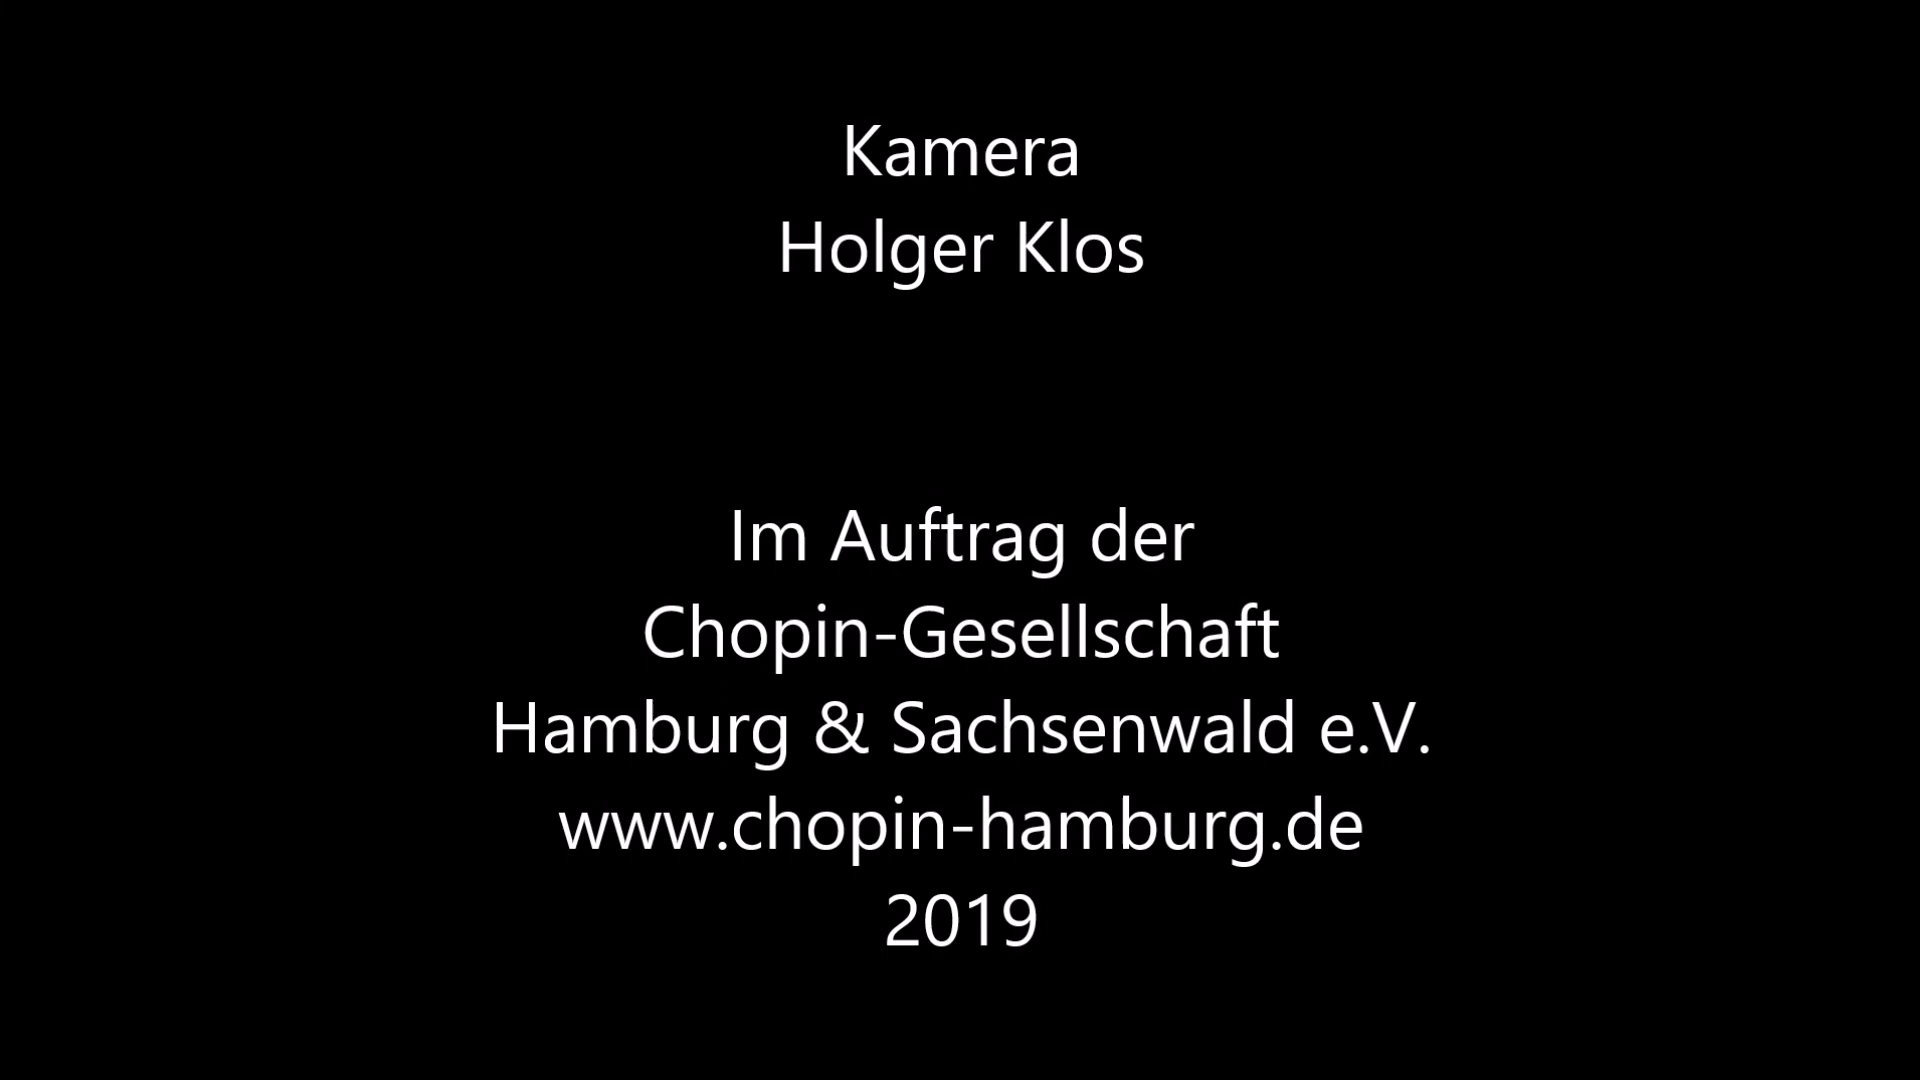 Kamera
Holger Klos
Im Auftrag der
Chopin-Gesellschaft
Hamburg & Sachsenwald e.V.
www.chopin-hamburg.de
2019